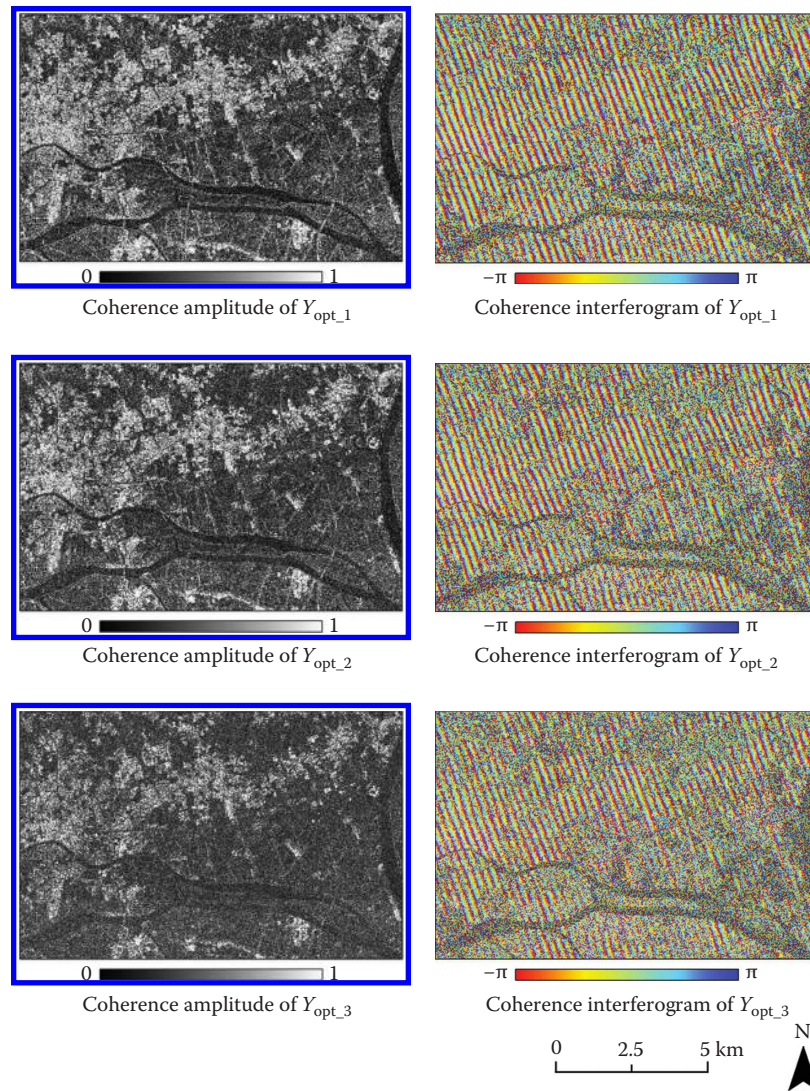 0 1 −π π
Coherence amplitude of Y_opt_1 Coherence interferogram of Y_opt_1
0 1 −π π
Coherence amplitude of Y_opt_2 Coherence interferogram of Y_opt_2
0 1 −π π
Coherence amplitude of Y_opt_3 Coherence interferogram of Y_opt_3
0 2.5 5 km
N